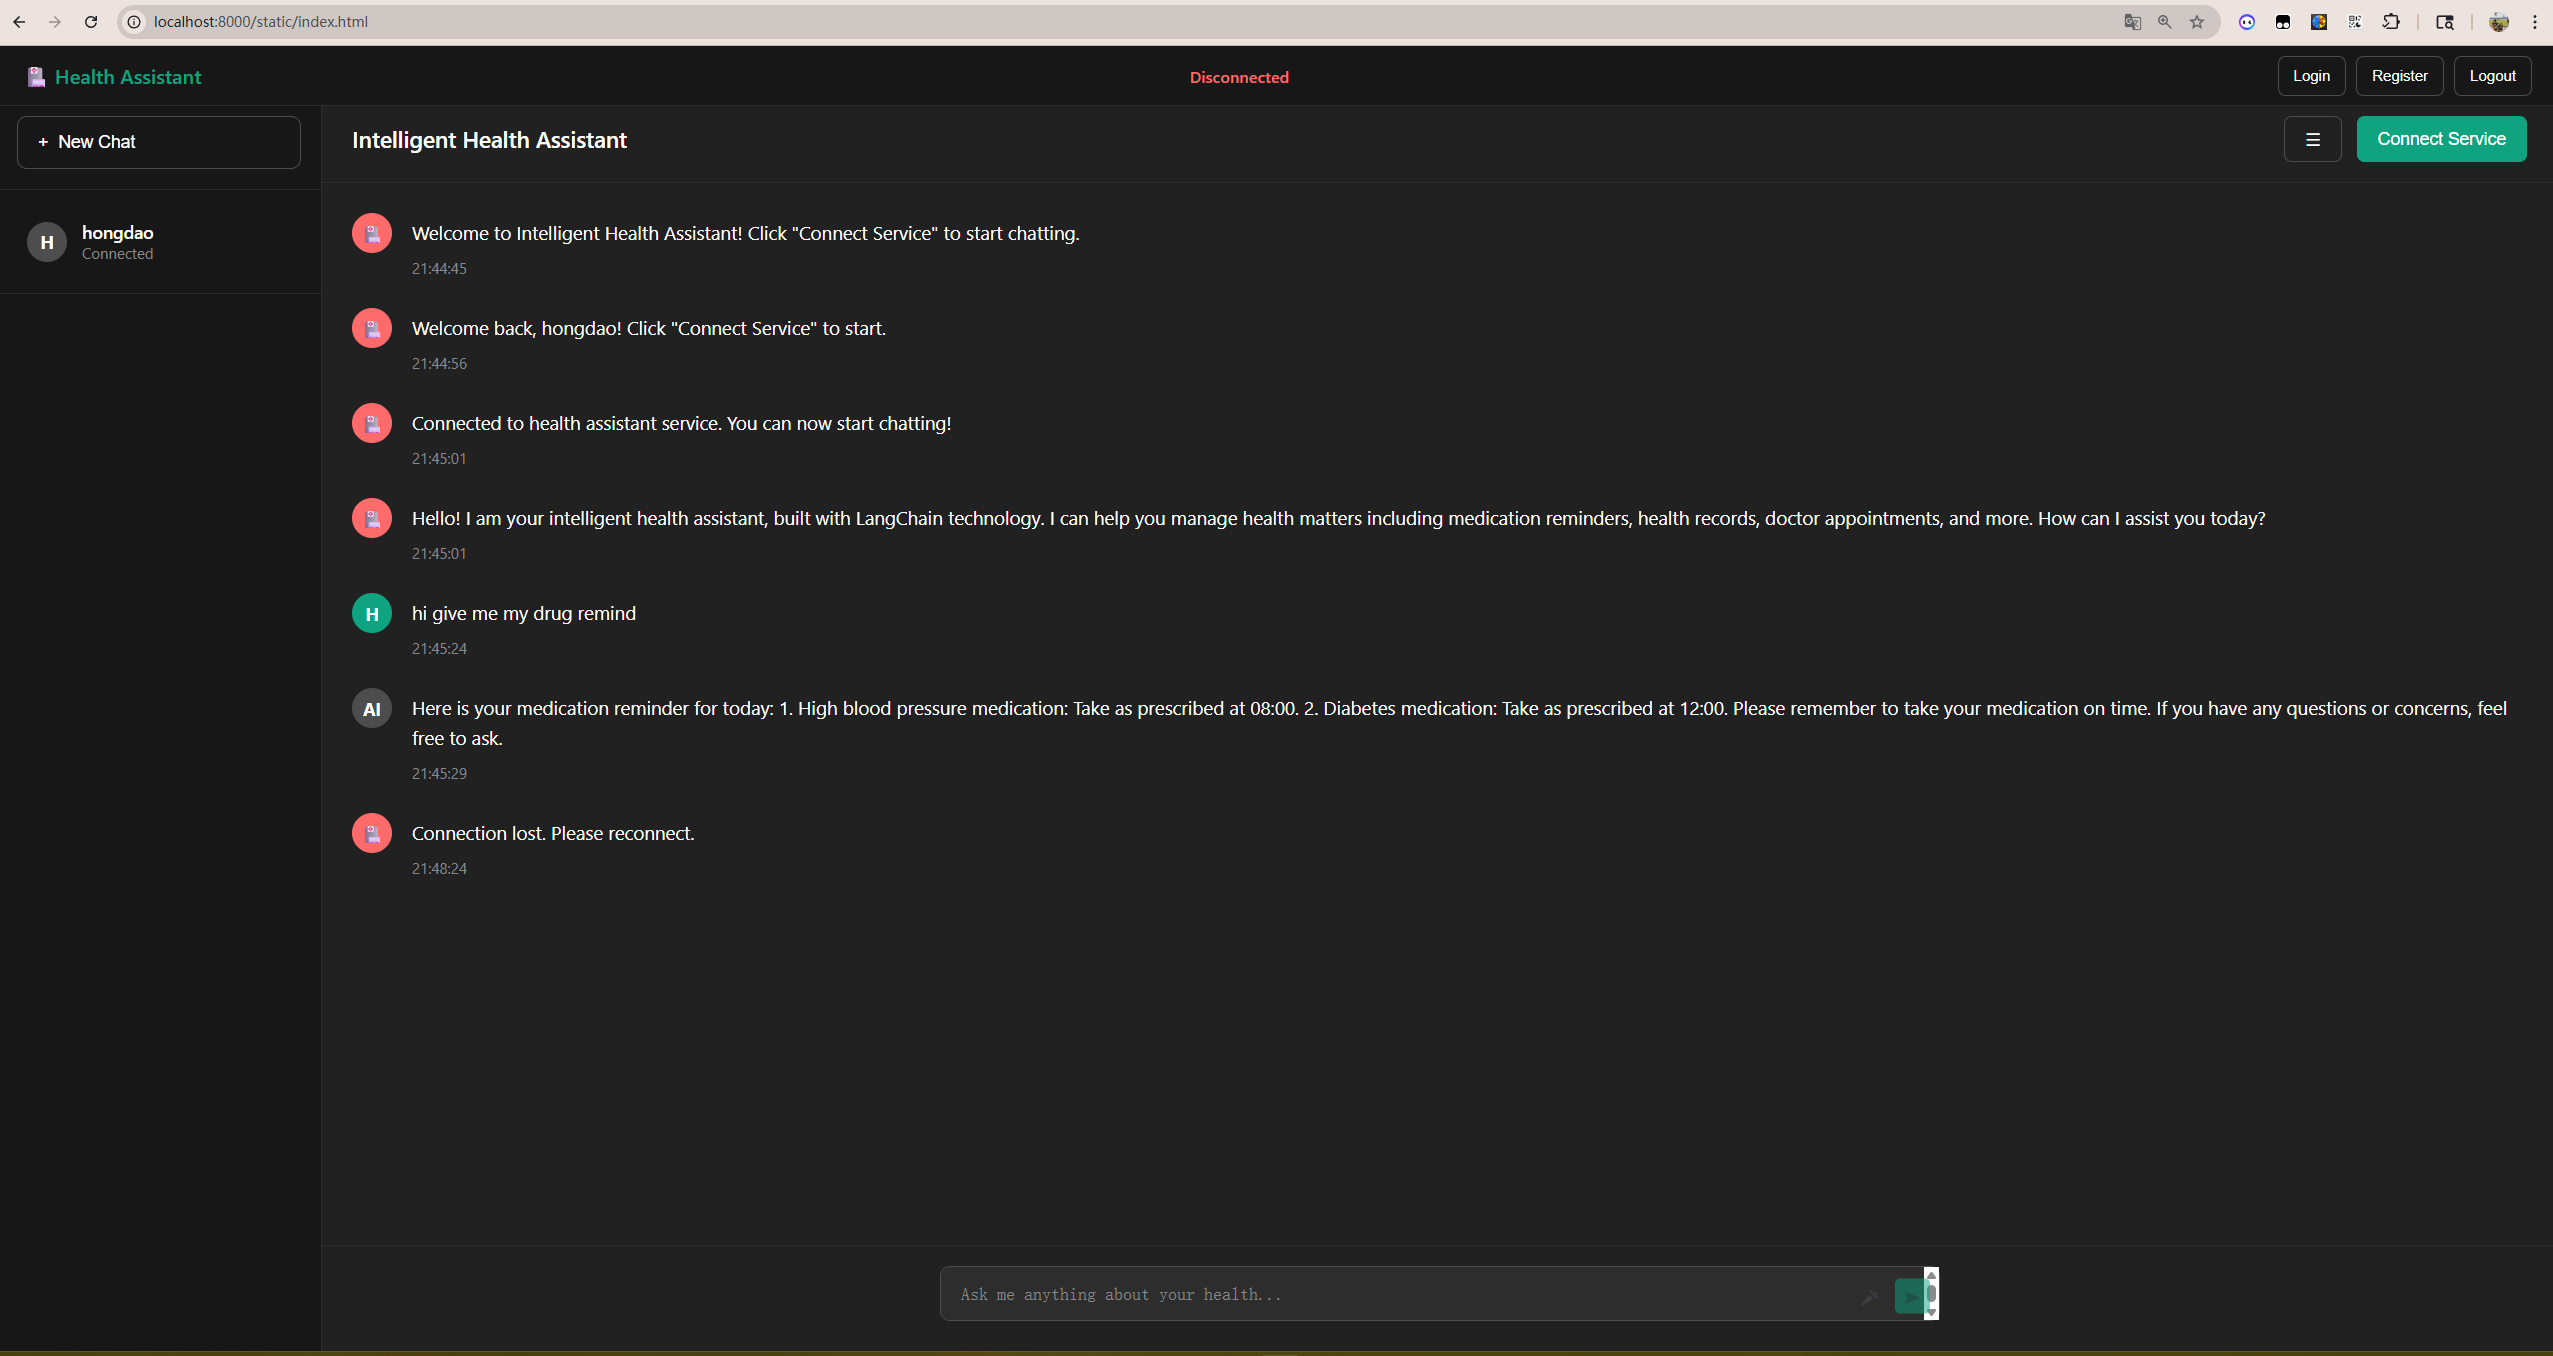 localhost:8000/static/index.html
Health Assistant
Disconnected
Login
Register
Logout
+ New Chat
Intelligent Health Assistant
Connect Service
H
hongdao
Connected
Welcome to Intelligent Health Assistant! Click "Connect Service" to start chatting.
21:44:45
Welcome back, hongdao! Click "Connect Service" to start.
21:44:56
Connected to health assistant service. You can now start chatting!
21:45:01
Hello! I am your intelligent health assistant, built with LangChain technology. I can help you manage health matters including medication reminders, health records, doctor appointments, and more. How can I assist you today?
21:45:01
H
hi give me my drug remind
21:45:24
AI
Here is your medication reminder for today: 1. High blood pressure medication: Take as prescribed at 08:00. 2. Diabetes medication: Take as prescribed at 12:00. Please remember to take your medication on time. If you have any questions or concerns, feel
free to ask.
21:45:29
Connection lost. Please reconnect.
21:48:24
Ask me anything about your health...